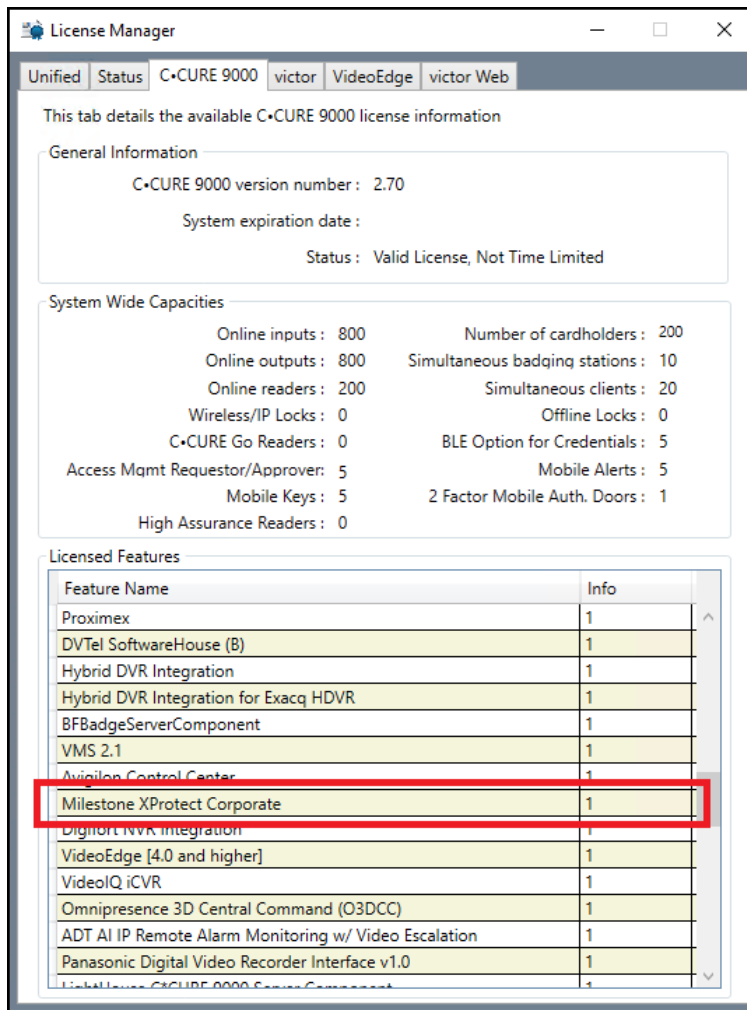 License Manager
Unified Status C•CURE 9000 victor VideoEdge victor Web
This tab details the available C•CURE 9000 license information
General Information
C•CURE 9000 version number : 2.70
System expiration date :
Status : Valid License, Not Time Limited
System Wide Capacities
Online inputs : 800 Number of cardholders : 200
Online outputs : 800 Simultaneous badging stations : 10
Online readers : 200 Simultaneous clients : 20
Wireless/IP Locks : 0 Offline Locks : 0
C•CURE Go Readers : 0 BLE Option for Credentials : 5
Access Mgmt Requestor/Approver: 5 Mobile Alerts : 5
Mobile Keys : 5 2 Factor Mobile Auth. Doors : 1
High Assurance Readers : 0
Licensed Features
Feature Name Info
Proximex 1
DVTel SoftwareHouse (B) 1
Hybrid DVR Integration 1
Hybrid DVR Integration for Exacq HDVR 1
BFBadgeServerComponent 1
VMS 2.1 1
Avigilon Control Center 1
Milestone XProtect Corporate 1
Digifort NVR Integration 1
VideoEdge [4.0 and higher] 1
VideoIQ iCVR 1
Omnipresence 3D Central Command (O3DCC) 1
ADT AI IP Remote Alarm Monitoring w/ Video Escalation 1
Panasonic Digital Video Recorder Interface v1.0 1
LightHouse C*CURE 9000 Server Component 1